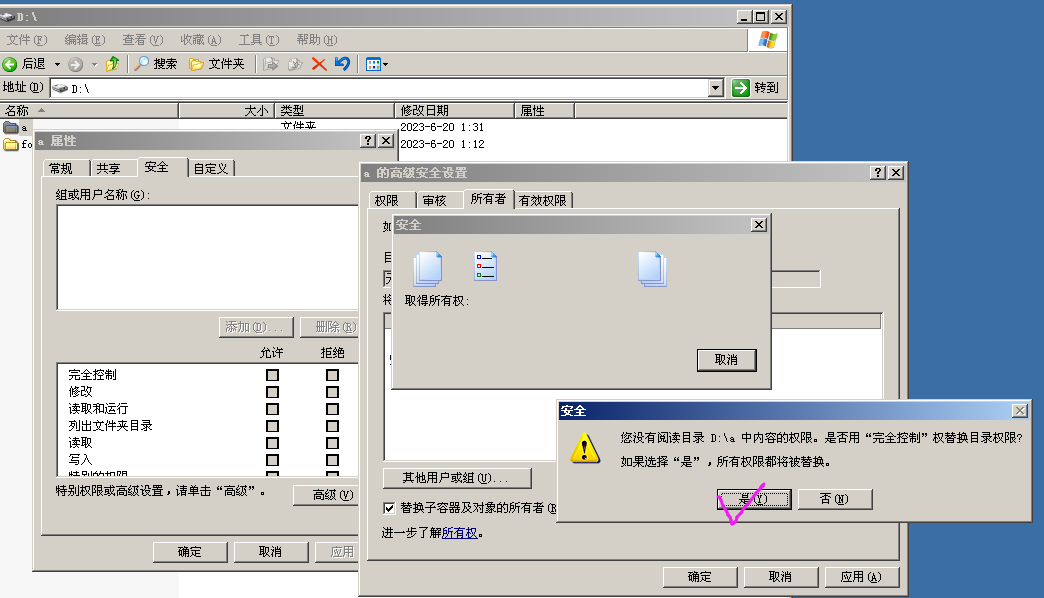 D:\
文件(F) 编辑(E) 查看(V) 收藏(A) 工具(T) 帮助(H)
后退 搜索 文件夹
地址(D) D:\ 转到
名称 大小 类型 修改日期 属性
a 文件夹 2023-6-20 1:31
fo 2023-6-20 1:12
a 属性
常规 共享 安全 自定义
组或用户名称(G):
添加(D)... 删除(R)
允许 拒绝
完全控制
修改
读取和运行
列出文件夹目录
读取
写入
特别的权限
特别权限或高级设置,请单击“高级”。
高级(V)
确定 取消 应用
a 的高级安全设置
权限 审核 所有者 有效权限
如
目
将
其他用户或组(U)...
替换子容器及对象的所有者(R
进一步了解所有权。
确定 取消 应用(A)
安全
取得所有权:
取消
安全
您没有阅读目录 D:\a 中内容的权限。是否用“完全控制”权替换目录权限?
如果选择“是”,所有权限都将被替换。
是(Y) 否(N)